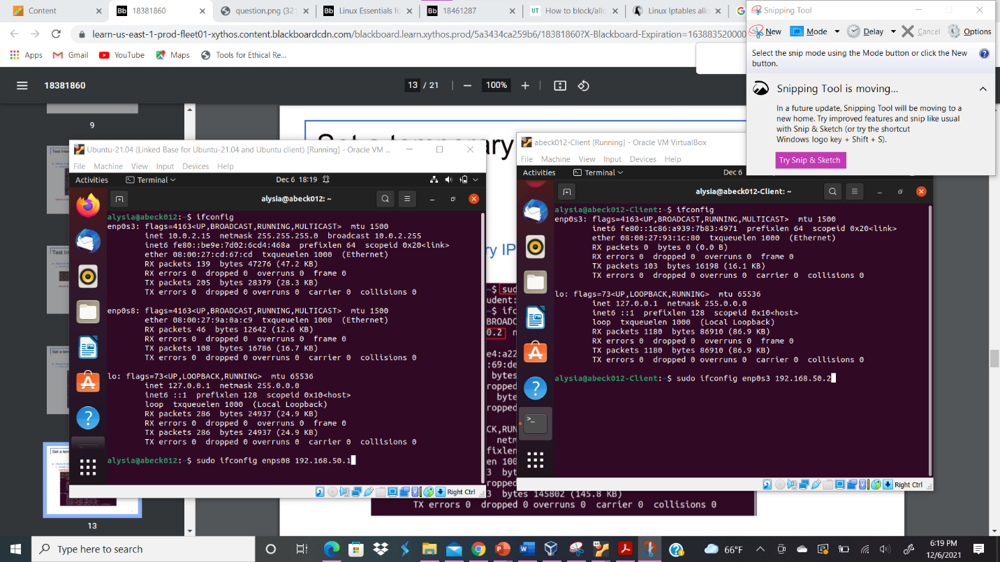 Content
18381860
question.png (321
Linux Essentials fo
18461287
How to block/allo
Linux Iptables allo
learn-us-east-1-prod-fleet01-xythos.content.blackboardcdn.com/blackboard.learn.xythos.prod/5a3434ca259b6/18381860?X-Blackboard-Expiration=163883520000
Apps
Gmail
YouTube
Maps
Tools for Ethical Re...
Snipping Tool
New
Mode
Delay
Cancel
Options
Select the snip mode using the Mode button or click the New
button.
Snipping Tool is moving...
In a future update, Snipping Tool will be moving to a
new home. Try improved features and snip like usual
with Snip & Sketch (or try the shortcut
Windows logo key + Shift + S).
Try Snip & Sketch
18381860
13 / 21
100%
9
13
Ubuntu-21.04 (Linked Base for Ubuntu-21.04 and Ubuntu client) [Running] - Oracle VM ...
File Machine View Input Devices Help
Activities
Terminal
Dec 6 18:19
alysia@abeck012: ~
alysia@abeck012:~$ ifconfig
enp0s3: flags=4163<UP,BROADCAST,RUNNING,MULTICAST>  mtu 1500
inet 10.0.2.15  netmask 255.255.255.0  broadcast 10.0.2.255
inet6 fe80::be9e:7d02:6cd4:468a  prefixlen 64  scopeid 0x20<link>
ether 08:00:27:cd:67:cd  txqueuelen 1000  (Ethernet)
RX packets 139  bytes 47276 (47.2 KB)
RX errors 0  dropped 0  overruns 0  frame 0
TX packets 205  bytes 28379 (28.3 KB)
TX errors 0  dropped 0 overruns 0  carrier 0  collisions 0
enp0s8: flags=4163<UP,BROADCAST,RUNNING,MULTICAST>  mtu 1500
ether 08:00:27:9a:0a:c9  txqueuelen 1000  (Ethernet)
RX packets 46  bytes 12642 (12.6 KB)
RX errors 0  dropped 0  overruns 0  frame 0
TX packets 108  bytes 16786 (16.7 KB)
TX errors 0  dropped 0 overruns 0  carrier 0  collisions 0
lo: flags=73<UP,LOOPBACK,RUNNING>  mtu 65536
inet 127.0.0.1  netmask 255.0.0.0
inet6 ::1  prefixlen 128  scopeid 0x10<host>
loop  txqueuelen 1000  (Local Loopback)
RX packets 286  bytes 24937 (24.9 KB)
RX errors 0  dropped 0  overruns 0  frame 0
TX packets 286  bytes 24937 (24.9 KB)
TX errors 0  dropped 0 overruns 0  carrier 0  collisions 0
alysia@abeck012:~$ sudo ifconfig enps08 192.168.50.1
Right Ctrl
abeck012-Client [Running] - Oracle VM VirtualBox
File Machine View Input Devices Help
Activities
Terminal
Dec 6
alysia@abeck012-Client: ~
alysia@abeck012-Client:~$ ifconfig
enp0s3: flags=4163<UP,BROADCAST,RUNNING,MULTICAST>  mtu 1500
inet6 fe80::1c86:a939:7b83:4971  prefixlen 64  scopeid 0x20<link>
ether 08:00:27:93:1c:80  txqueuelen 1000  (Ethernet)
RX packets 0  bytes 0 (0.0 B)
RX errors 0  dropped 0  overruns 0  frame 0
TX packets 103  bytes 16198 (16.1 KB)
TX errors 0  dropped 0 overruns 0  carrier 0  collisions 0
lo: flags=73<UP,LOOPBACK,RUNNING>  mtu 65536
inet 127.0.0.1  netmask 255.0.0.0
inet6 ::1  prefixlen 128  scopeid 0x10<host>
loop  txqueuelen 1000  (Local Loopback)
RX packets 1180  bytes 86910 (86.9 KB)
RX errors 0  dropped 0  overruns 0  frame 0
TX packets 1180  bytes 86910 (86.9 KB)
TX errors 0  dropped 0 overruns 0  carrier 0  collisions 0
alysia@abeck012-Client:~$ sudo ifconfig enp0s3 192.168.50.2
Right Ctrl
ry IP
~$ sud
udent:
~$ ifc
BROADC
0.2 n
e4:a22
:69:de
bytes
ropped
bytes
ropped
CK,RUN
netm
fixlen
en 100
3 byt
ropped
3 bytes 145802 (145.8 KB)
TX errors 0  dropped 0 overruns 0  carrier 0  collisions 0
Type here to search
66°F
6:19 PM
12/6/2021